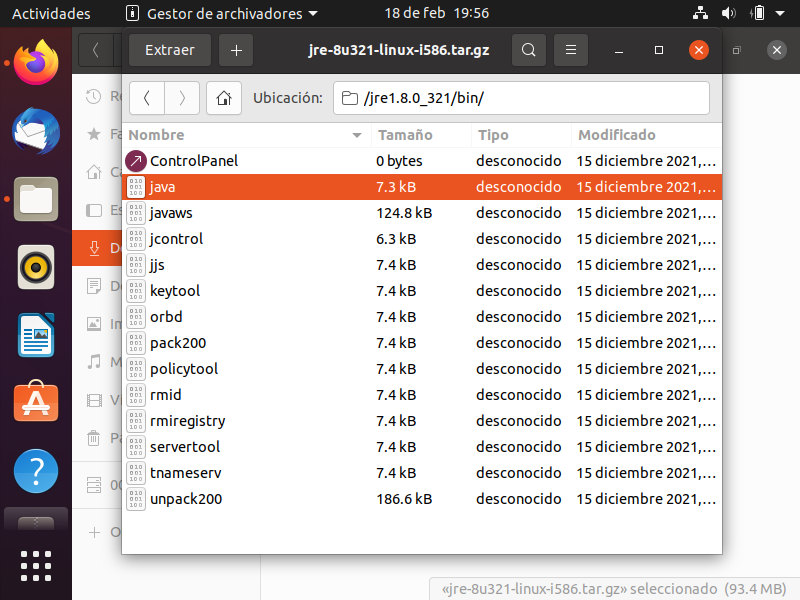 Actividades Gestor de archivadores 18 de feb 19:56
Extraer jre-8u321-linux-i586.tar.gz
Ubicación: /jre1.8.0_321/bin/
Nombre Tamaño Tipo Modificado
ControlPanel 0 bytes desconocido 15 diciembre 2021,...
java 7.3 kB desconocido 15 diciembre 2021,...
javaws 124.8 kB desconocido 15 diciembre 2021,...
jcontrol 6.3 kB desconocido 15 diciembre 2021,...
jjs 7.4 kB desconocido 15 diciembre 2021,...
keytool 7.4 kB desconocido 15 diciembre 2021,...
orbd 7.4 kB desconocido 15 diciembre 2021,...
pack200 7.4 kB desconocido 15 diciembre 2021,...
policytool 7.4 kB desconocido 15 diciembre 2021,...
rmid 7.4 kB desconocido 15 diciembre 2021,...
rmiregistry 7.4 kB desconocido 15 diciembre 2021,...
servertool 7.4 kB desconocido 15 diciembre 2021,...
tnameserv 7.4 kB desconocido 15 diciembre 2021,...
unpack200 186.6 kB desconocido 15 diciembre 2021,...
«jre-8u321-linux-i586.tar.gz» seleccionado (93.4 MB)